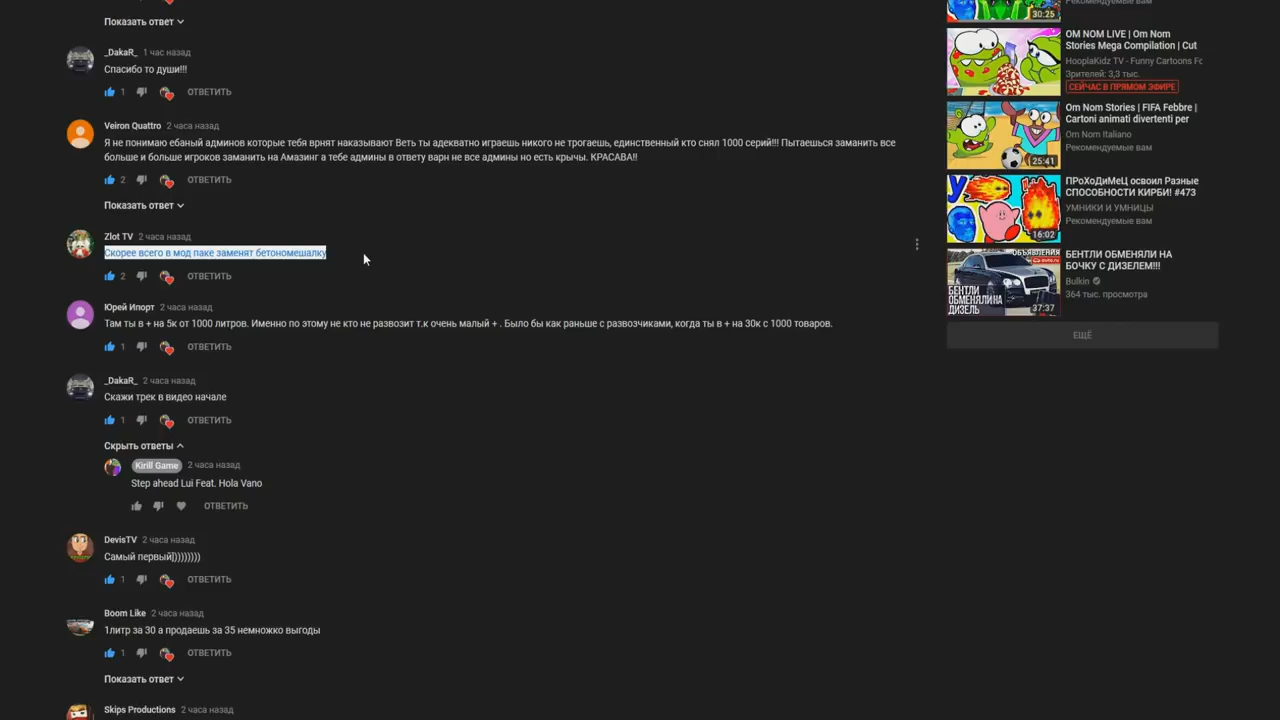 Показать ответ
_DakaR_ 1 час назад
Спасибо то души!!!
1 ОТВЕТИТЬ
Veiron Quattro 2 часа назад
Я не понимаю ебаный админов которые тебя врнят наказывают Веть ты адекватно играешь никого не трогаешь, единственный кто снял 1000 серий!!! Пытаешься заманить все
больше и больше игроков заманить на Амазинг а тебе админы в ответу варн не все админы но есть крычы. КРАСАВА!!
2 ОТВЕТИТЬ
Показать ответ
Zlot TV 2 часа назад
Скорее всего в мод паке заменят бетономешалку
2 ОТВЕТИТЬ
Юрей Ипорт 2 часа назад
Там ты в + на 5к от 1000 литров. Именно по этому не кто не развозит т.к очень малый + . Было бы как раньше с развозчиками, когда ты в + на 30к с 1000 товаров.
1 ОТВЕТИТЬ
_DakaR_ 2 часа назад
Скажи трек в видео начале
1 ОТВЕТИТЬ
Скрыть ответы
Kirill Game 2 часа назад
Step ahead Lui Feat. Hola Vano
ОТВЕТИТЬ
DevisTV 2 часа назад
Самый первый]))))))))
1 ОТВЕТИТЬ
Boom Like 2 часа назад
1литр за 30 а продаешь за 35 немножко выгоды
1 ОТВЕТИТЬ
Показать ответ
Skips Productions 2 часа назад
30:25
Рекомендуемые вам
OM NOM LIVE | Om Nom
Stories Mega Compilation | Cut
HooplaKidz TV - Funny Cartoons Fo
Зрителей: 3,3 тыс.
СЕЙЧАС В ПРЯМОМ ЭФИРЕ
Om Nom Stories | FIFA Febbre |
Cartoni animati divertenti per
Om Nom Italiano
Рекомендуемые вам
25:41
ПРоХоДиМеЦ освоил Разные
СПОСОБНОСТИ КИРБИ! #473
УМНИКИ И УМНИЦЫ
Рекомендуемые вам
16:02
БЕНТЛИ ОБМЕНЯЛИ НА
БОЧКУ С ДИЗЕЛЕМ!!!
Bulkin
364 тыс. просмотра
ОБЪЯВЛЕНИЯ
auto.ru
БЕНТЛИ
ОБМЕНЯЛИ НА
ДИЗЕЛЬ
37:37
ЕЩЁ